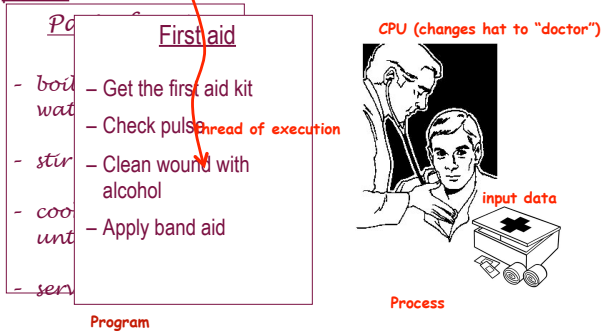 First aid
– Get the first aid kit
– Check pulse
– Clean wound with
alcohol
– Apply band aid
- boil
wat
- stir
- coo
unt
- serv
thread of execution
Program
CPU (changes hat to "doctor")
input data
Process